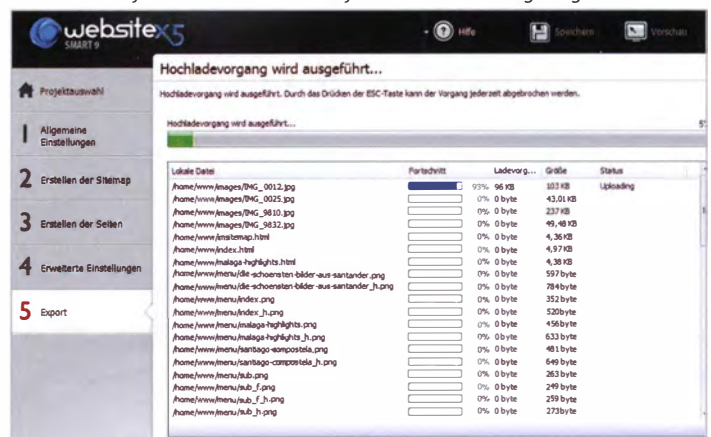 websitex5
SMART 9
Hilfe
Speichern
Vorschau
Hochladevorgang wird ausgeführt...
Projektauswahl
Hochladevorgang wird ausgeführt. Durch das Drücken der ESC-Taste kann der Vorgang jederzeit abgebrochen werden.
1 Allgemeine
Einstellungen
Hochladevorgang wird ausgeführt...
2 Erstellen der Sitemap
3 Erstellen der Seiten
4 Erweiterte Einstellungen
5 Export
Lokale Datei Fortschritt Ladevorg... Größe Status
/home/www/images/IMG_0012.jpg 93% 96 KB 103 KB Uploading
/home/www/images/IMG_0025.jpg 0% 0 byte 43,01 KB
/home/www/images/IMG_9810.jpg 0% 0 byte 237 KB
/home/www/images/IMG_9832.jpg 0% 0 byte 49,48 KB
/home/www/imsitemap.html 0% 0 byte 4,36 KB
/home/www/index.html 0% 0 byte 4,97 KB
/home/www/malaga-highlights.html 0% 0 byte 4,38 KB
/home/www/menu/die-schoensten-bilder-aus-santander.png 0% 0 byte 597 byte
/home/www/menu/die-schoensten-bilder-aus-santander_h.png 0% 0 byte 784 byte
/home/www/menu/index.png 0% 0 byte 352 byte
/home/www/menu/index_h.png 0% 0 byte 520 byte
/home/www/menu/malaga-highlights.png 0% 0 byte 456 byte
/home/www/menu/malaga-highlights_h.png 0% 0 byte 633 byte
/home/www/menu/santiago-compostela.png 0% 0 byte 481 byte
/home/www/menu/santiago-compostela_h.png 0% 0 byte 649 byte
/home/www/menu/sub.png 0% 0 byte 263 byte
/home/www/menu/sub_f.png 0% 0 byte 249 byte
/home/www/menu/sub_f_h.png 0% 0 byte 259 byte
/home/www/menu/sub_h.png 0% 0 byte 273 byte